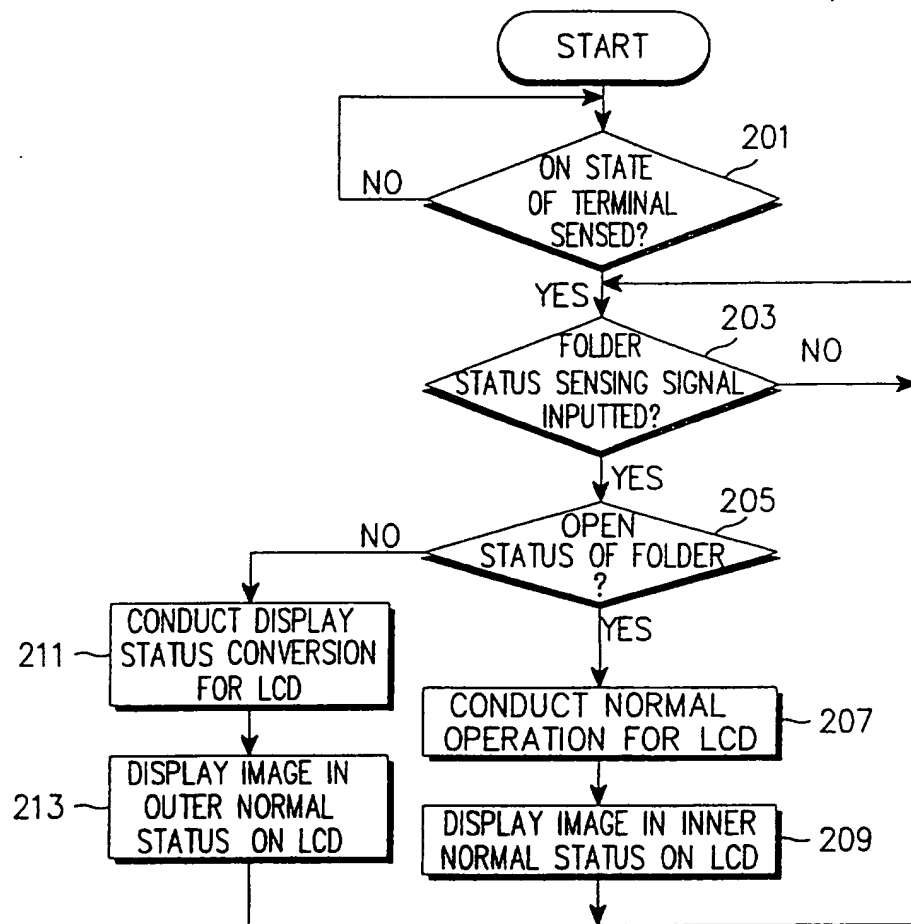 START
201
ON STATE
OF TERMINAL
SENSED?
NO
YES
203
FOLDER
STATUS SENSING SIGNAL
INPUTTED?
NO
YES
205
OPEN
STATUS OF FOLDER
?
NO
YES
211
CONDUCT DISPLAY
STATUS CONVERSION
FOR LCD
CONDUCT NORMAL
OPERATION FOR LCD
207
213
DISPLAY IMAGE IN
OUTER NORMAL
STATUS ON LCD
DISPLAY IMAGE IN INNER
NORMAL STATUS ON LCD
209